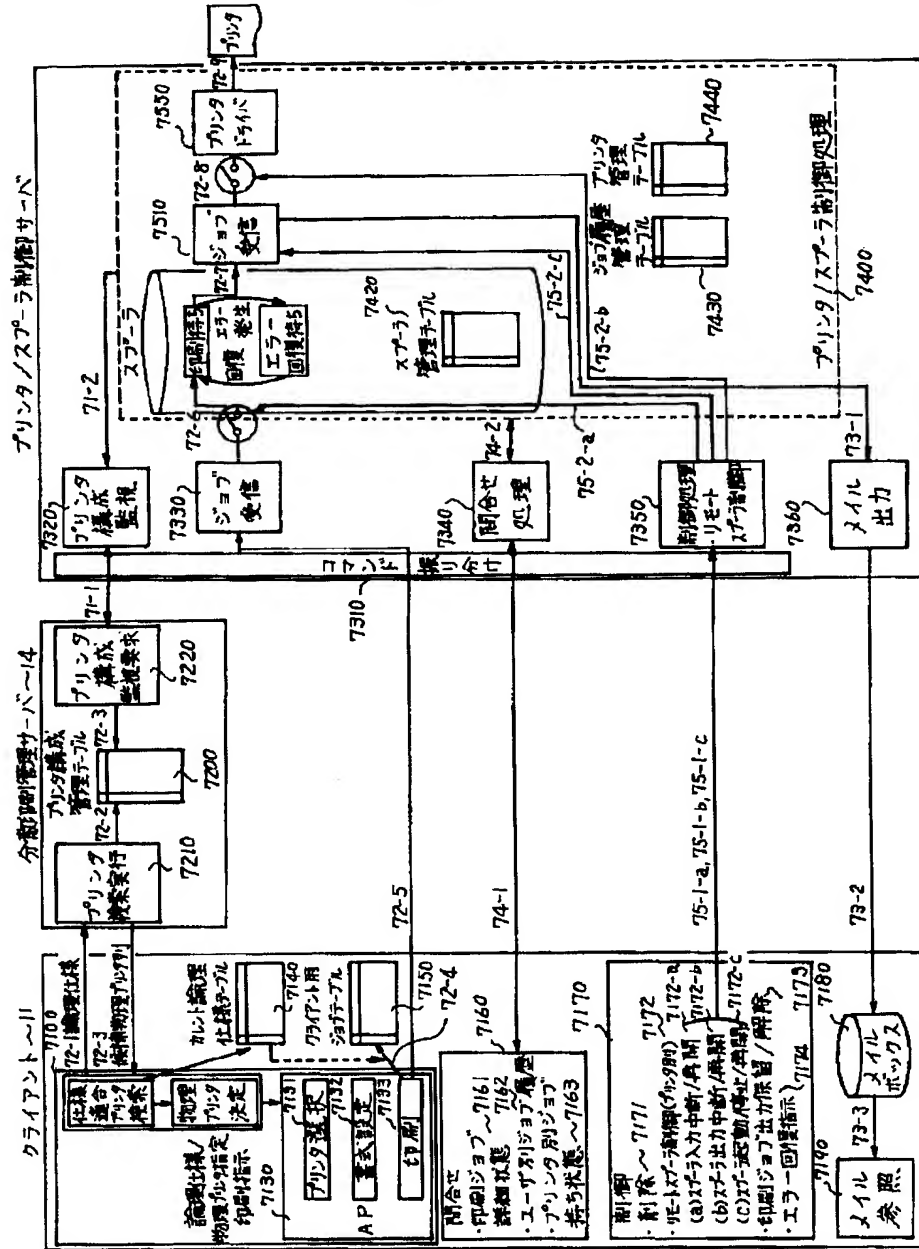 プリンタ/スプーラ制御サーバ
プリンタ
72-9
7550
プリンタ
ドライバ
72-8
7510
ジョブ
受信
72-7
スプーラ
印刷待ち
エラー
回慢
発生
エラー
回慢待ち
7420
スプーラ
管理テーブル
72-6
ジョブ履歴
管理
テーブル
7430
プリンタ
管理
テーブル
7440
プリンタ/スプーラ制御処理
7400
75-2-c
75-2-b
75-2-a
71-2
7320
プリンタ
構成
監視
7330
ジョブ
受信
74-2
7340
問合せ
処理
7350
制御処理
・リモート
スプーラ制御
73-1
7360
メイル
出力
コマンド振り分け
7310
71-1
分散印刷管理サーバ~14
プリンタ
構成
監視要求
7220
72-3
プリンタ構成
管理テーブル
7200
72-2
プリンタ
検索実行
7210
クライアント~11
7100
72-1論理仕様
72-3
候補物理プリンタ列
仕様
適合
プリンタ
検索
物理
プリンタ
決定
論理仕様/
物理プリンタ指定
印刷指示
7130
プリンタ選択
7131
書式設定
7132
印刷
7133
AP
カレント論理
仕様テーブル
7140
クライアント用
ジョブテーブル
7150
72-4
72-5
74-1
7160
問合せ
・印刷ジョブ~7161
詳細状態
7162
・ユーザ別ジョブ履歴
・プリンタ別ジョブ
待ち状態~7163
75-1-a, 75-1-b, 75-1-c
7170
制御
・削除~7171
7172
・リモートスプーラ制御(プリンタ別)
7172-a
(a)スプーラ入力中断/再開
7172-b
(b)スプーラ出力中断/再開
7172-c
(c)スプーラ起動/停止/再開
・印刷ジョブ出力保留/解除
7173
・エラー回慢指示
7174
73-2
7180
メイル
ボックス
73-3
7190
メイル
参照